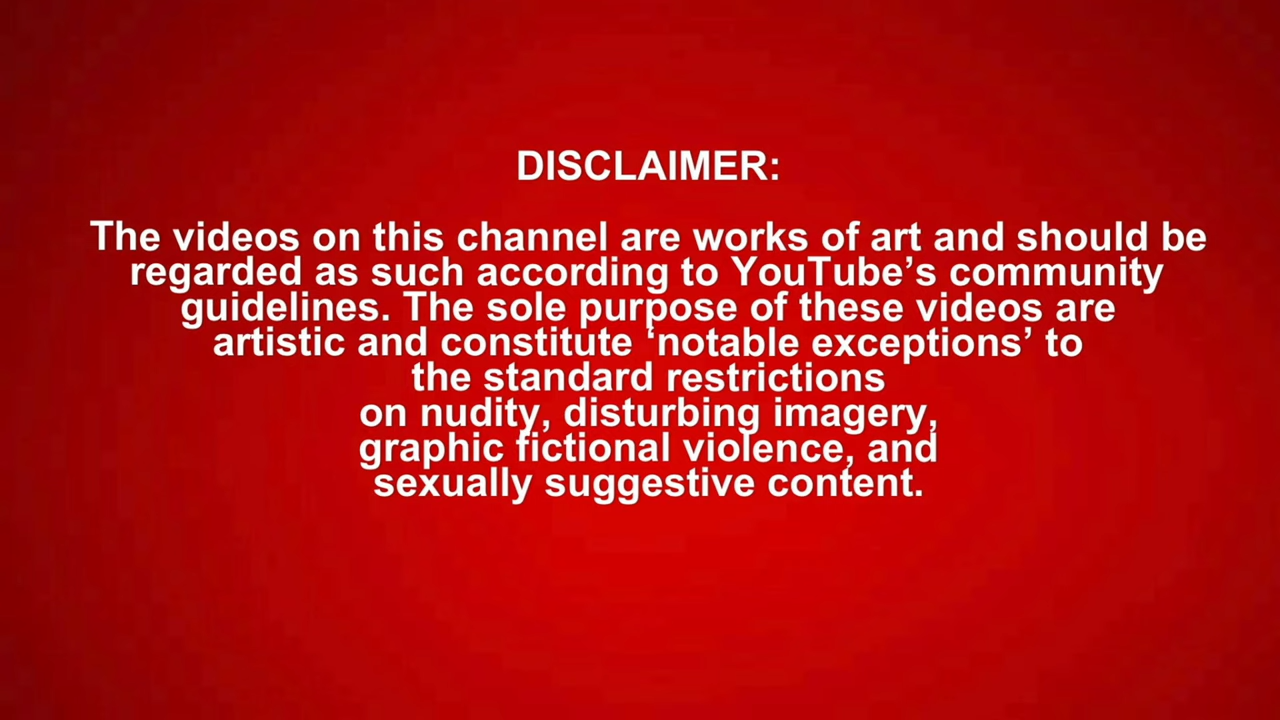 DISCLAIMER:
The videos on this channel are works of art and should be
regarded as such according to YouTube’s community
guidelines. The sole purpose of these videos are
artistic and constitute ‘notable exceptions’ to
the standard restrictions
on nudity, disturbing imagery,
graphic fictional violence, and
sexually suggestive content.